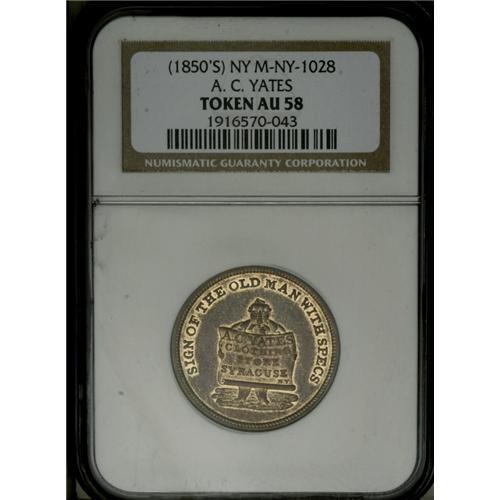 (1850'S) NY M-NY-1028
A. C. YATES
TOKEN AU 58
1916570-043
NUMISMATIC GUARANTY CORPORATION
SIGN OF THE OLD MAN WITH SPECS
A.C. YATES
CLOTHING
STORE
SYRACUSE
N.Y.